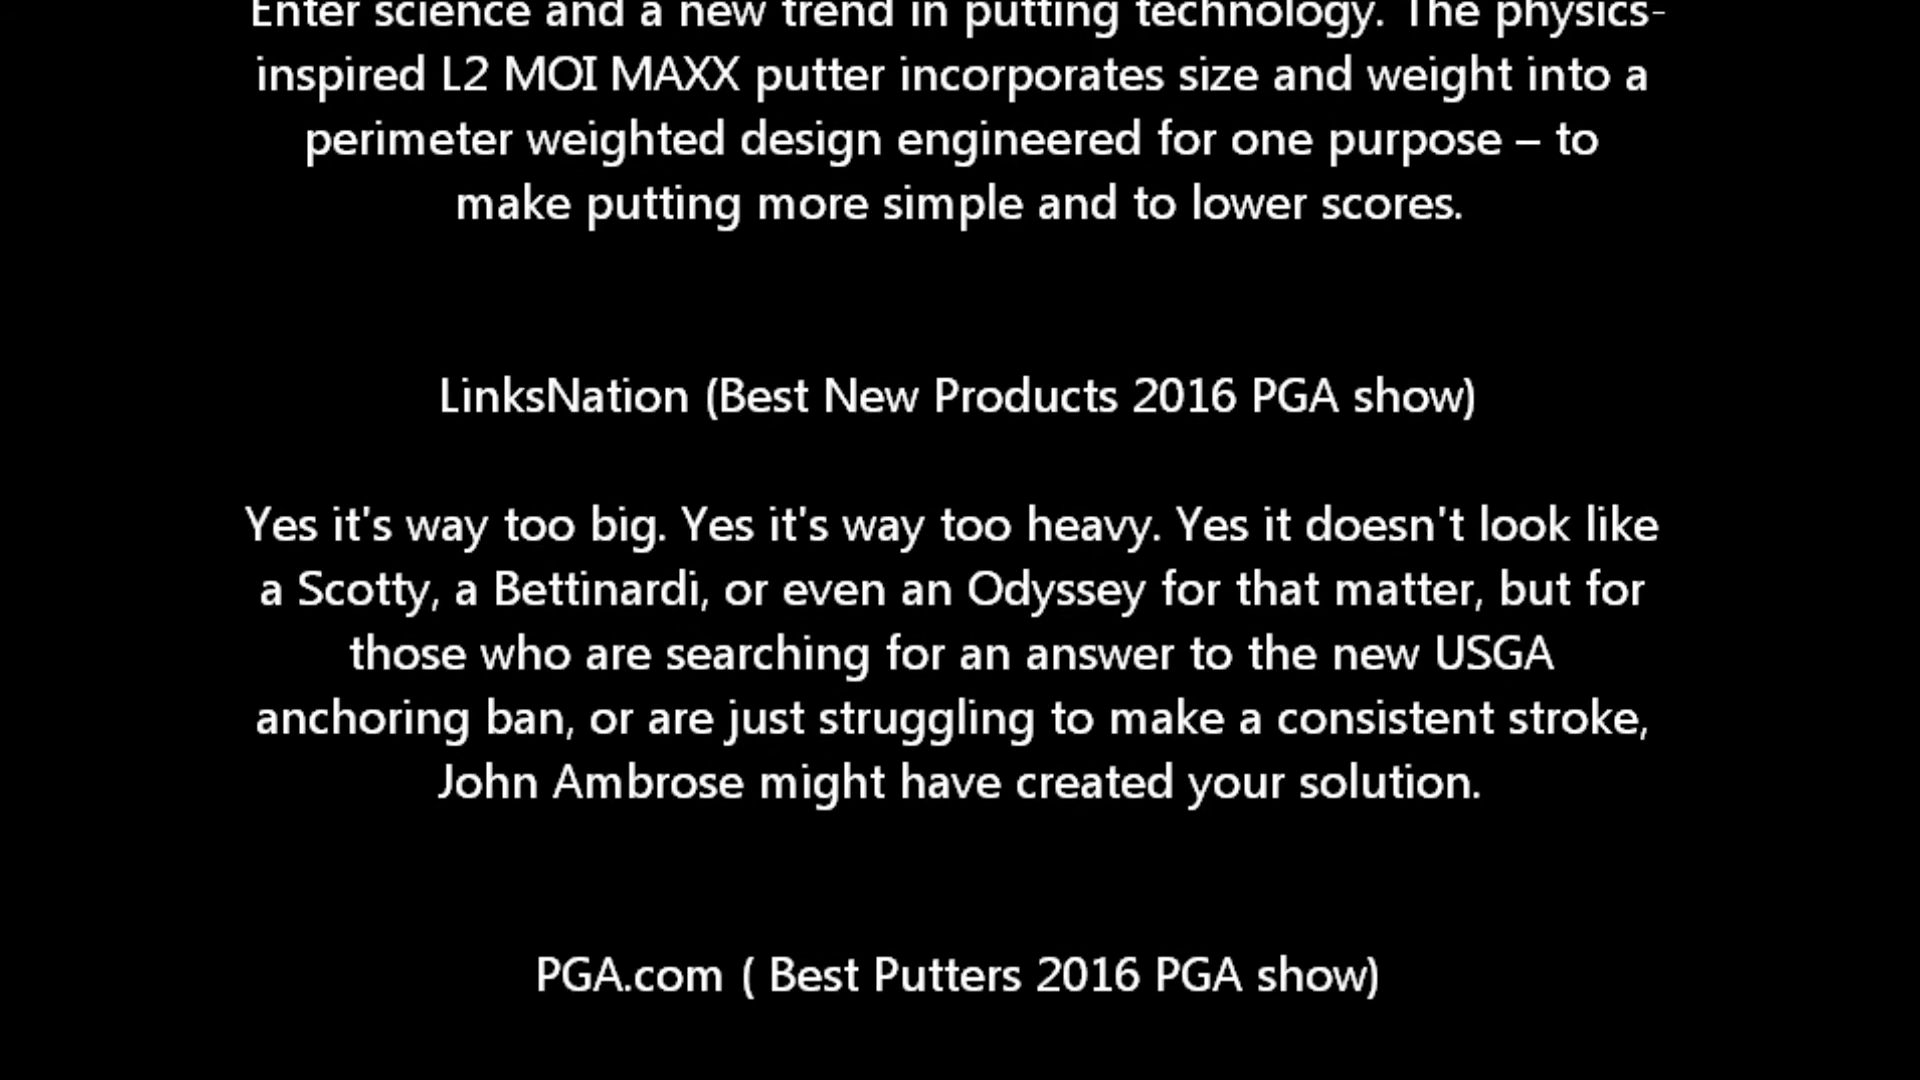 Enter science and a new trend in putting technology. The physics-
inspired L2 MOI MAXX putter incorporates size and weight into a
perimeter weighted design engineered for one purpose – to
make putting more simple and to lower scores.
LinksNation (Best New Products 2016 PGA show)
Yes it's way too big. Yes it's way too heavy. Yes it doesn't look like
a Scotty, a Bettinardi, or even an Odyssey for that matter, but for
those who are searching for an answer to the new USGA
anchoring ban, or are just struggling to make a consistent stroke,
John Ambrose might have created your solution.
PGA.com ( Best Putters 2016 PGA show)